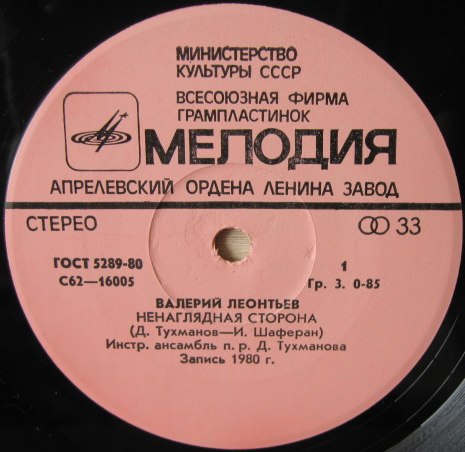 МИНИСТЕРСТВО
КУЛЬТУРЫ СССР
ВСЕСОЮЗНАЯ ФИРМА
ГРАМПЛАСТИНОК
МЕЛОДИЯ
АПРЕЛЕВСКИЙ ОРДЕНА ЛЕНИНА ЗАВОД
СТЕРЕО 33
ГОСТ 5289-80 1
С62—16005 Гр. 3. 0-85
ВАЛЕРИЙ ЛЕОНТЬЕВ
НЕНАГЛЯДНАЯ СТОРОНА
(Д. Тухманов—И. Шаферан)
Инстр. ансамбль п. р. Д. Тухманова
Запись 1980 г.